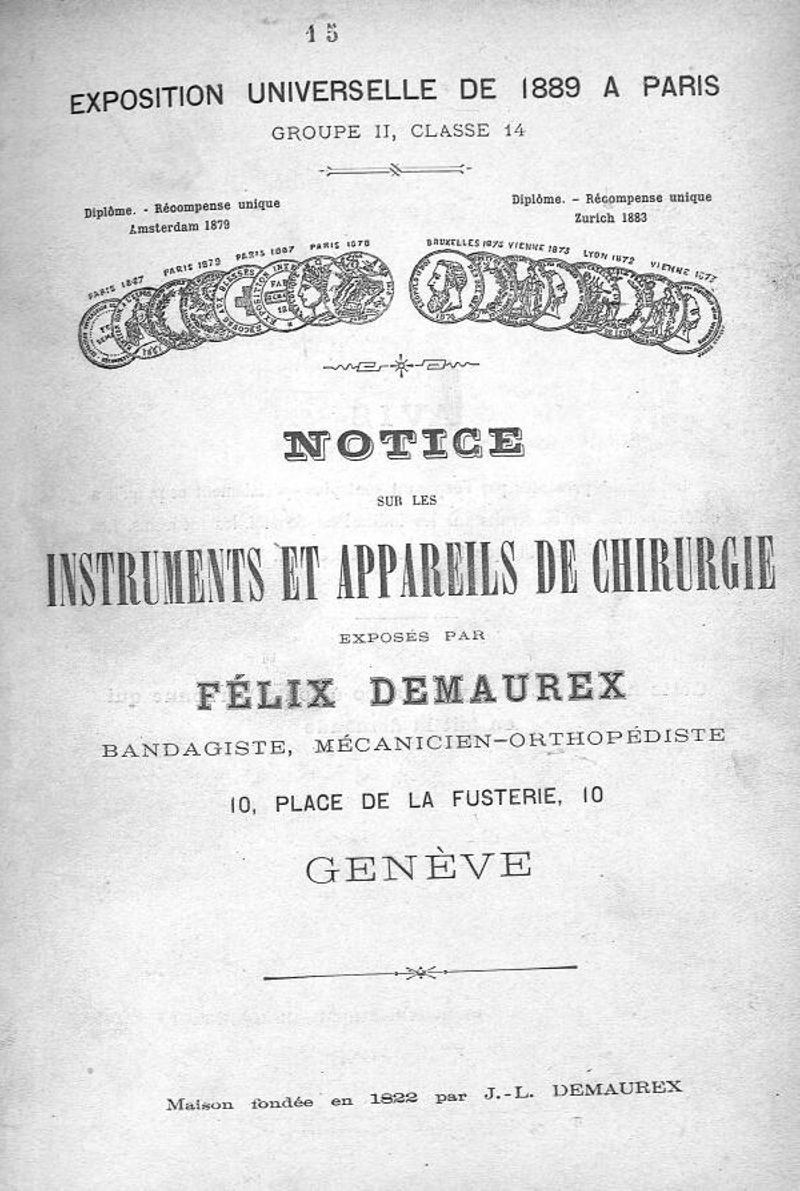 15
EXPOSITION UNIVERSELLE DE 1889 A PARIS
GROUPE II, CLASSE 14
Diplôme. - Récompense unique
Amsterdam 1879
Diplôme. - Récompense unique
Zurich 1883
PARIS 1867 PARIS 1879 PARIS 1867 PARIS 1878
BRUXELLES 1876 VIENNE 1873 LYON 1872 VIENNE 1877
NOTICE
SUR LES
INSTRUMENTS ET APPAREILS DE CHIRURGIE
EXPOSÉS PAR
FÉLIX DEMAUREX
BANDAGISTE, MÉCANICIEN-ORTHOPÉDISTE
10, PLACE DE LA FUSTERIE, 10
GENÈVE
Maison fondée en 1822 par J.-L. DEMAUREX